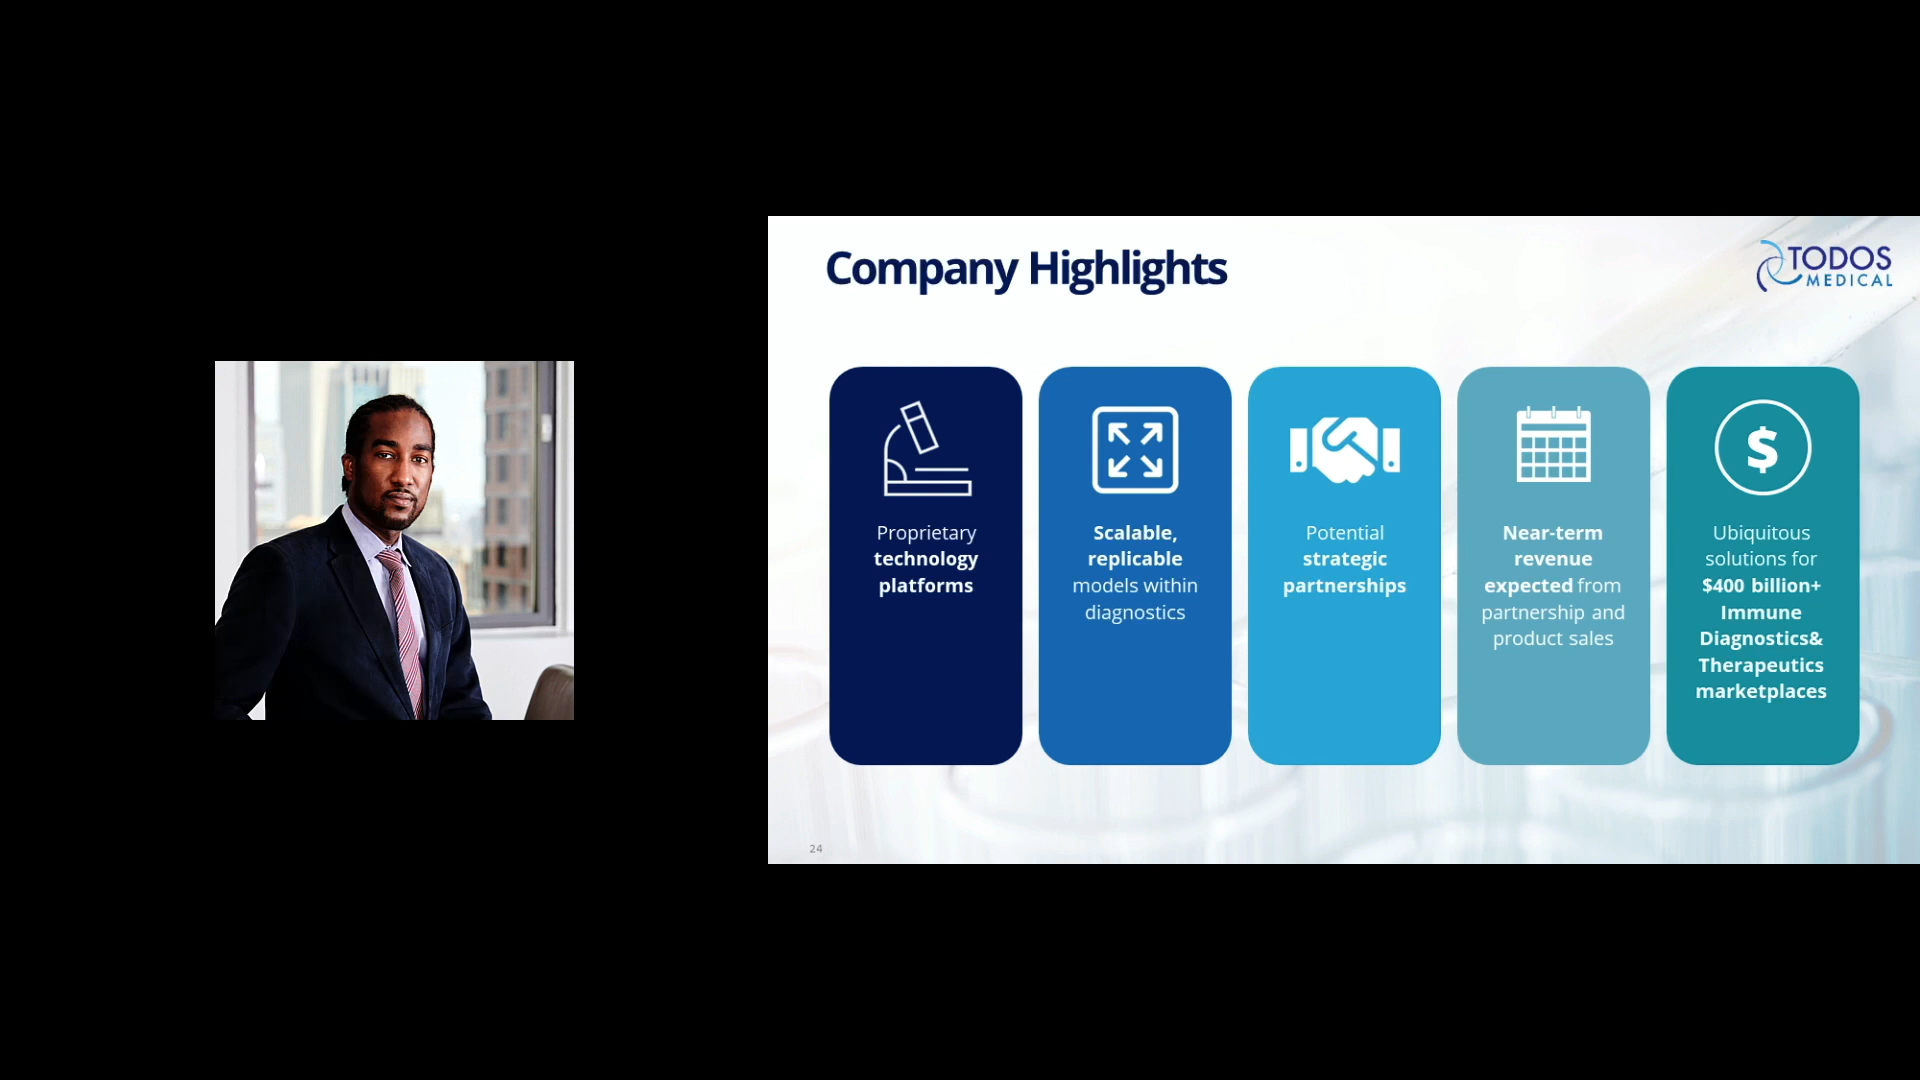 Company Highlights
TODOS
MEDICAL
Proprietary
technology
platforms
Scalable,
replicable
models within
diagnostics
Potential
strategic
partnerships
Near-term
revenue
expected from
partnership and
product sales
$
Ubiquitous
solutions for
$400 billion+
Immune
Diagnostics&
Therapeutics
marketplaces
24